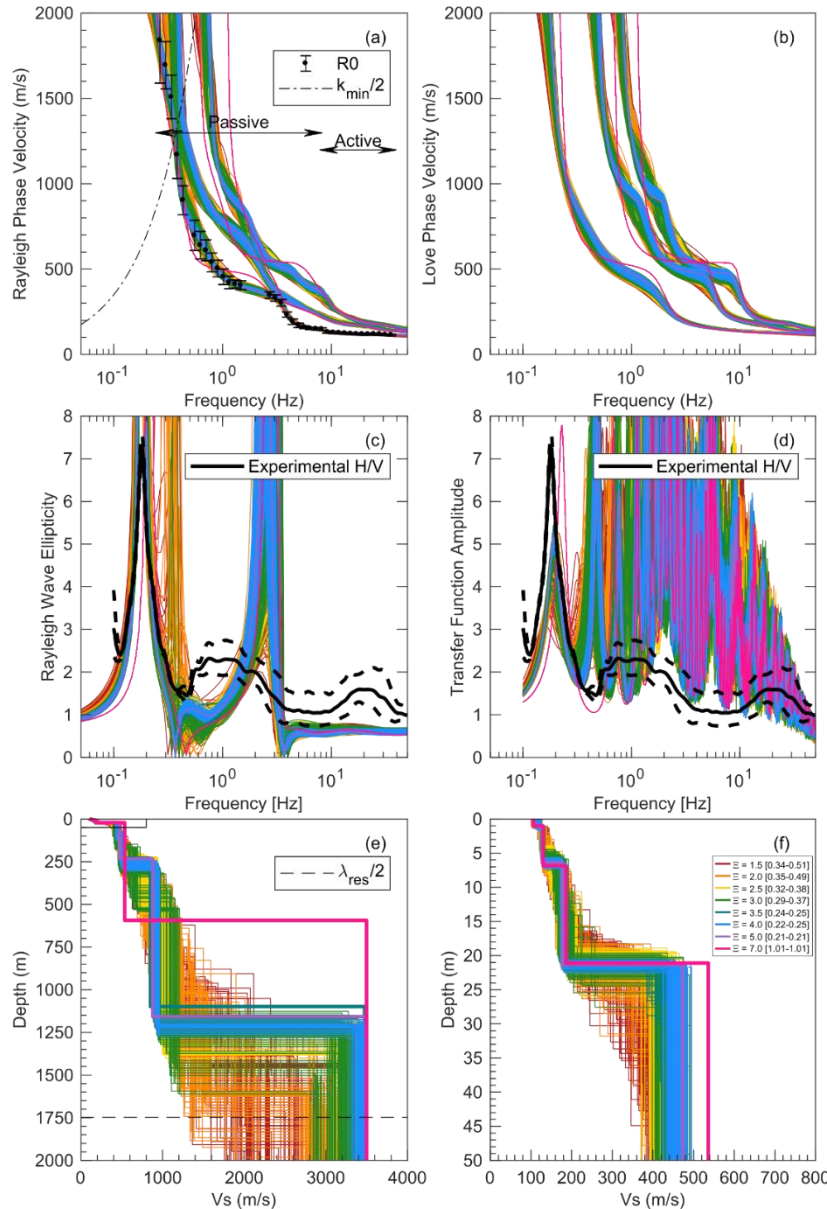 (a)
R0
k_min/2
Passive
Active
2000
1500
1000
500
0
Rayleigh Phase Velocity (m/s)
10^-1
10^0
10^1
Frequency (Hz)
(b)
2000
1500
1000
500
0
Love Phase Velocity (m/s)
10^-1
10^0
10^1
Frequency (Hz)
(c)
Experimental H/V
8
7
6
5
4
3
2
1
0
Rayleigh Wave Ellipticity
10^-1
10^0
10^1
Frequency [Hz]
(d)
Experimental H/V
8
7
6
5
4
3
2
1
0
Transfer Function Amplitude
10^-1
10^0
10^1
Frequency [Hz]
(e)
λ_res/2
0
250
500
750
1000
1250
1500
1750
2000
Depth (m)
0
1000
2000
3000
4000
Vs (m/s)
(f)
Ξ = 1.5 [0.34-0.51]
Ξ = 2.0 [0.35-0.49]
Ξ = 2.5 [0.32-0.38]
Ξ = 3.0 [0.29-0.37]
Ξ = 3.5 [0.24-0.25]
Ξ = 4.0 [0.22-0.25]
Ξ = 5.0 [0.21-0.21]
Ξ = 7.0 [1.01-1.01]
0
5
10
15
20
25
30
35
40
45
50
Depth (m)
0
100
200
300
400
500
600
700
800
Vs (m/s)